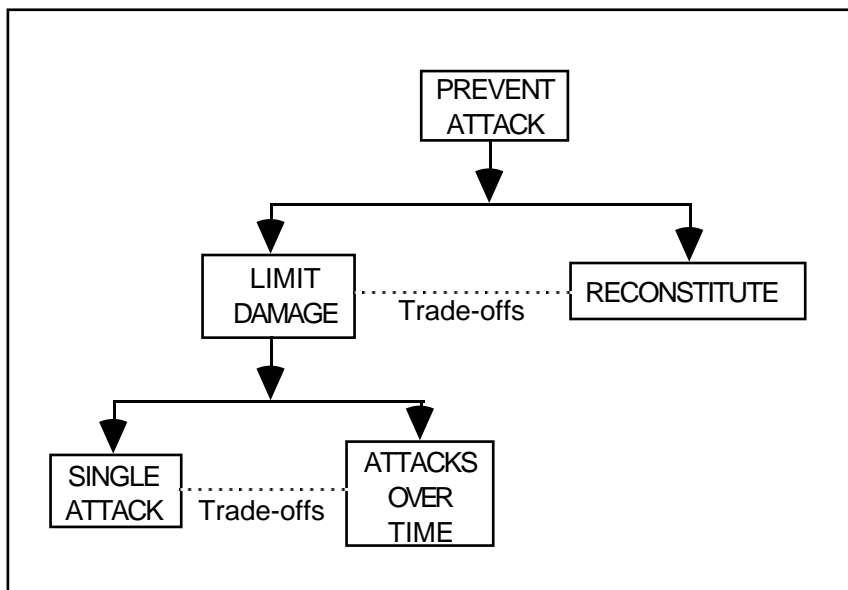 PREVENT
ATTACK
LIMIT
DAMAGE
Trade-offs
RECONSTITUTE
SINGLE
ATTACK
Trade-offs
ATTACKS
OVER
TIME